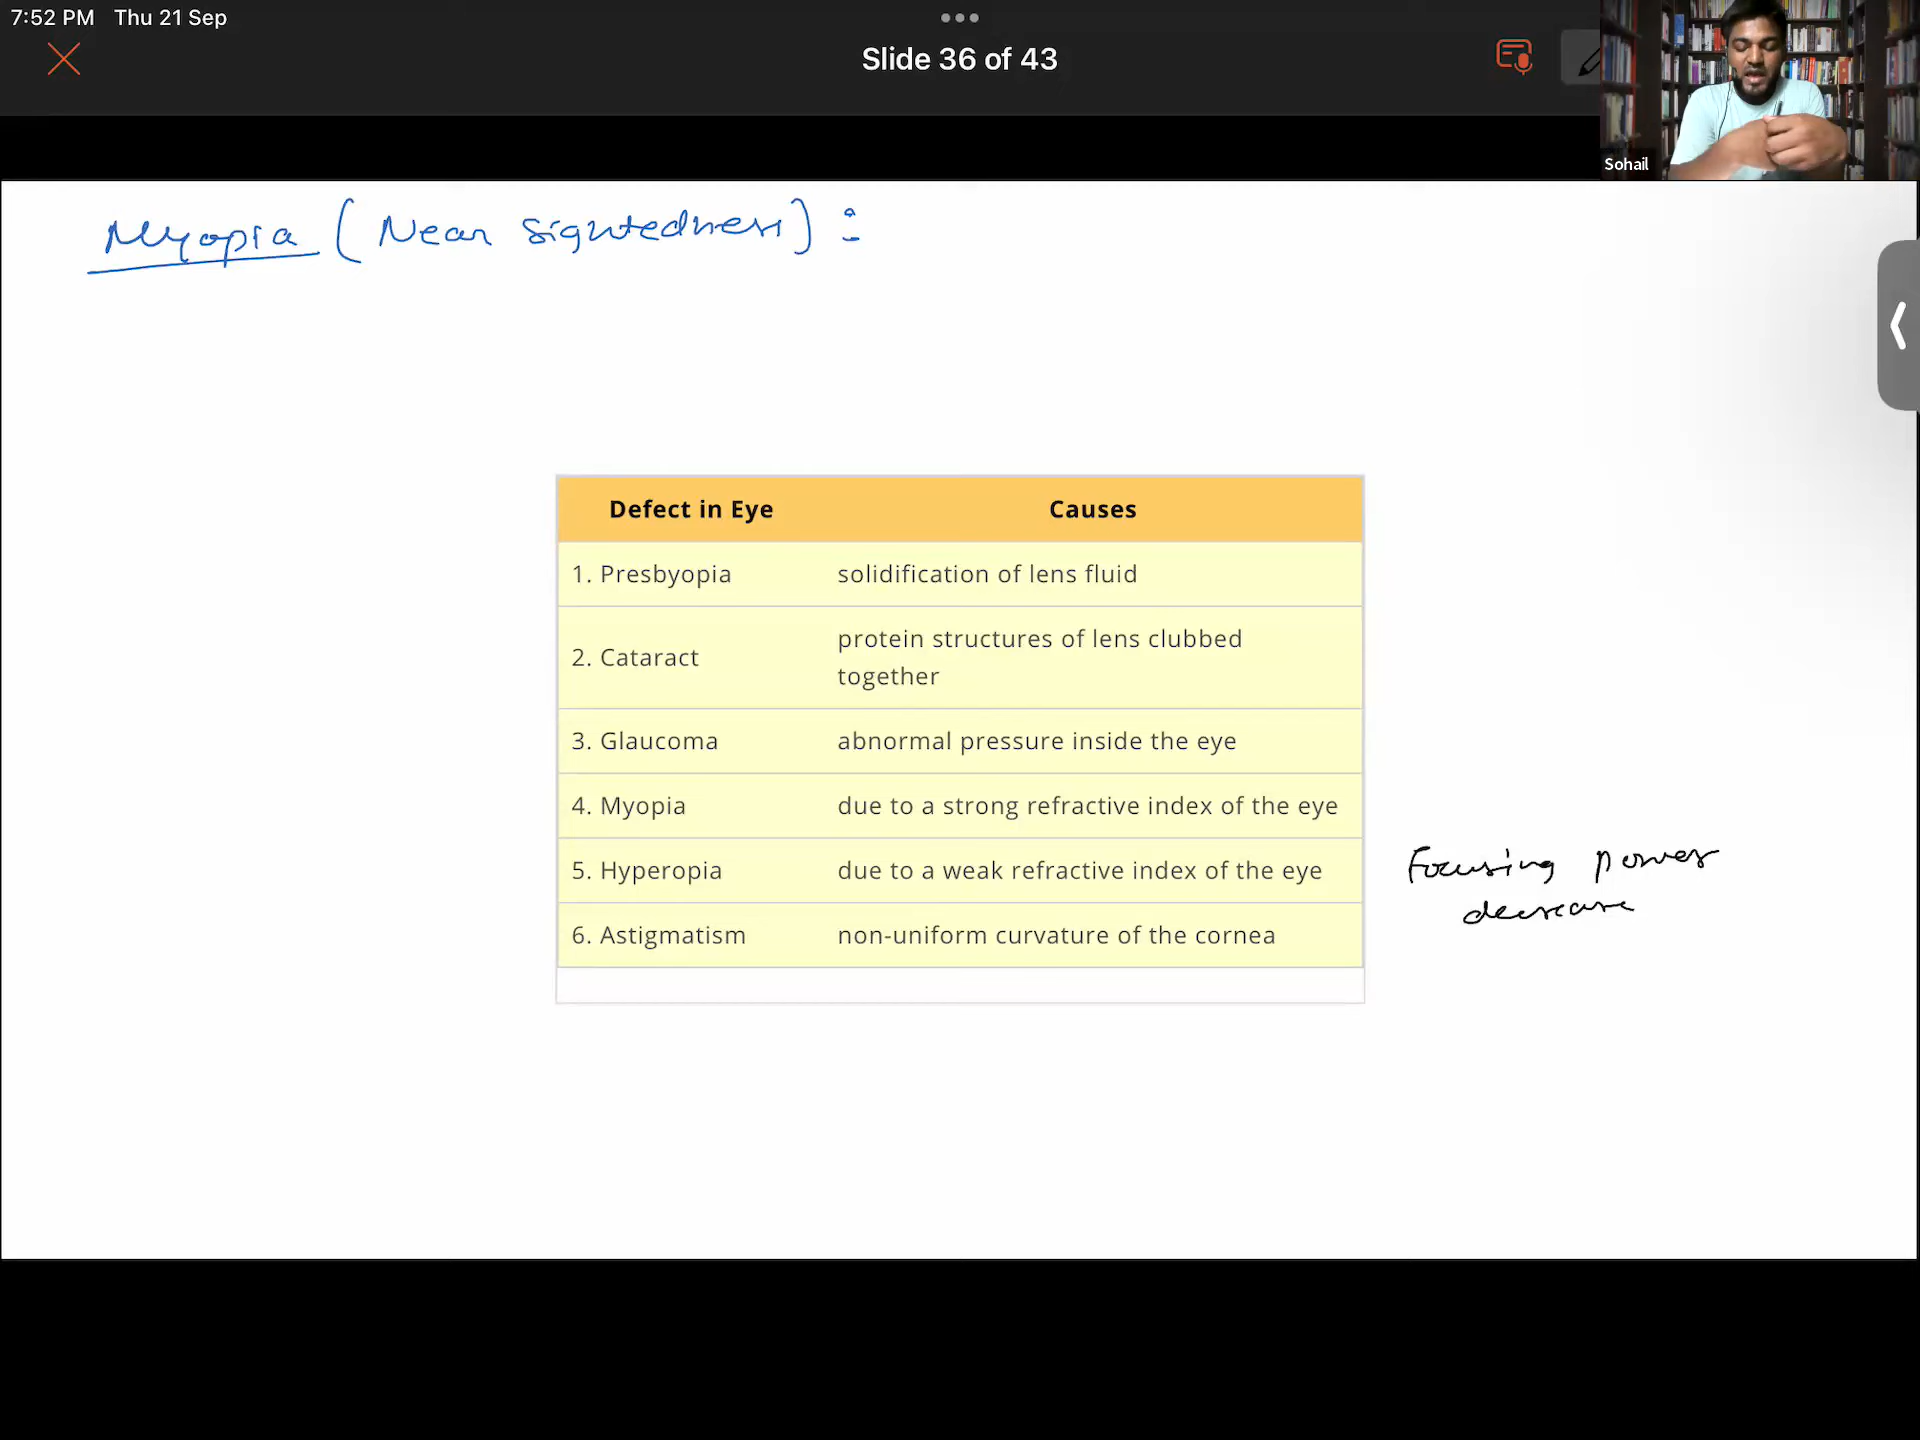 7:52 PM Thu 21 Sep
Slide 36 of 43
Sohail
Myopia (Near Sightedness) :
Defect in Eye Causes
1. Presbyopia solidification of lens fluid
2. Cataract protein structures of lens clubbed
together
3. Glaucoma abnormal pressure inside the eye
4. Myopia due to a strong refractive index of the eye
5. Hyperopia due to a weak refractive index of the eye
6. Astigmatism non-uniform curvature of the cornea
Focusing power
decrease